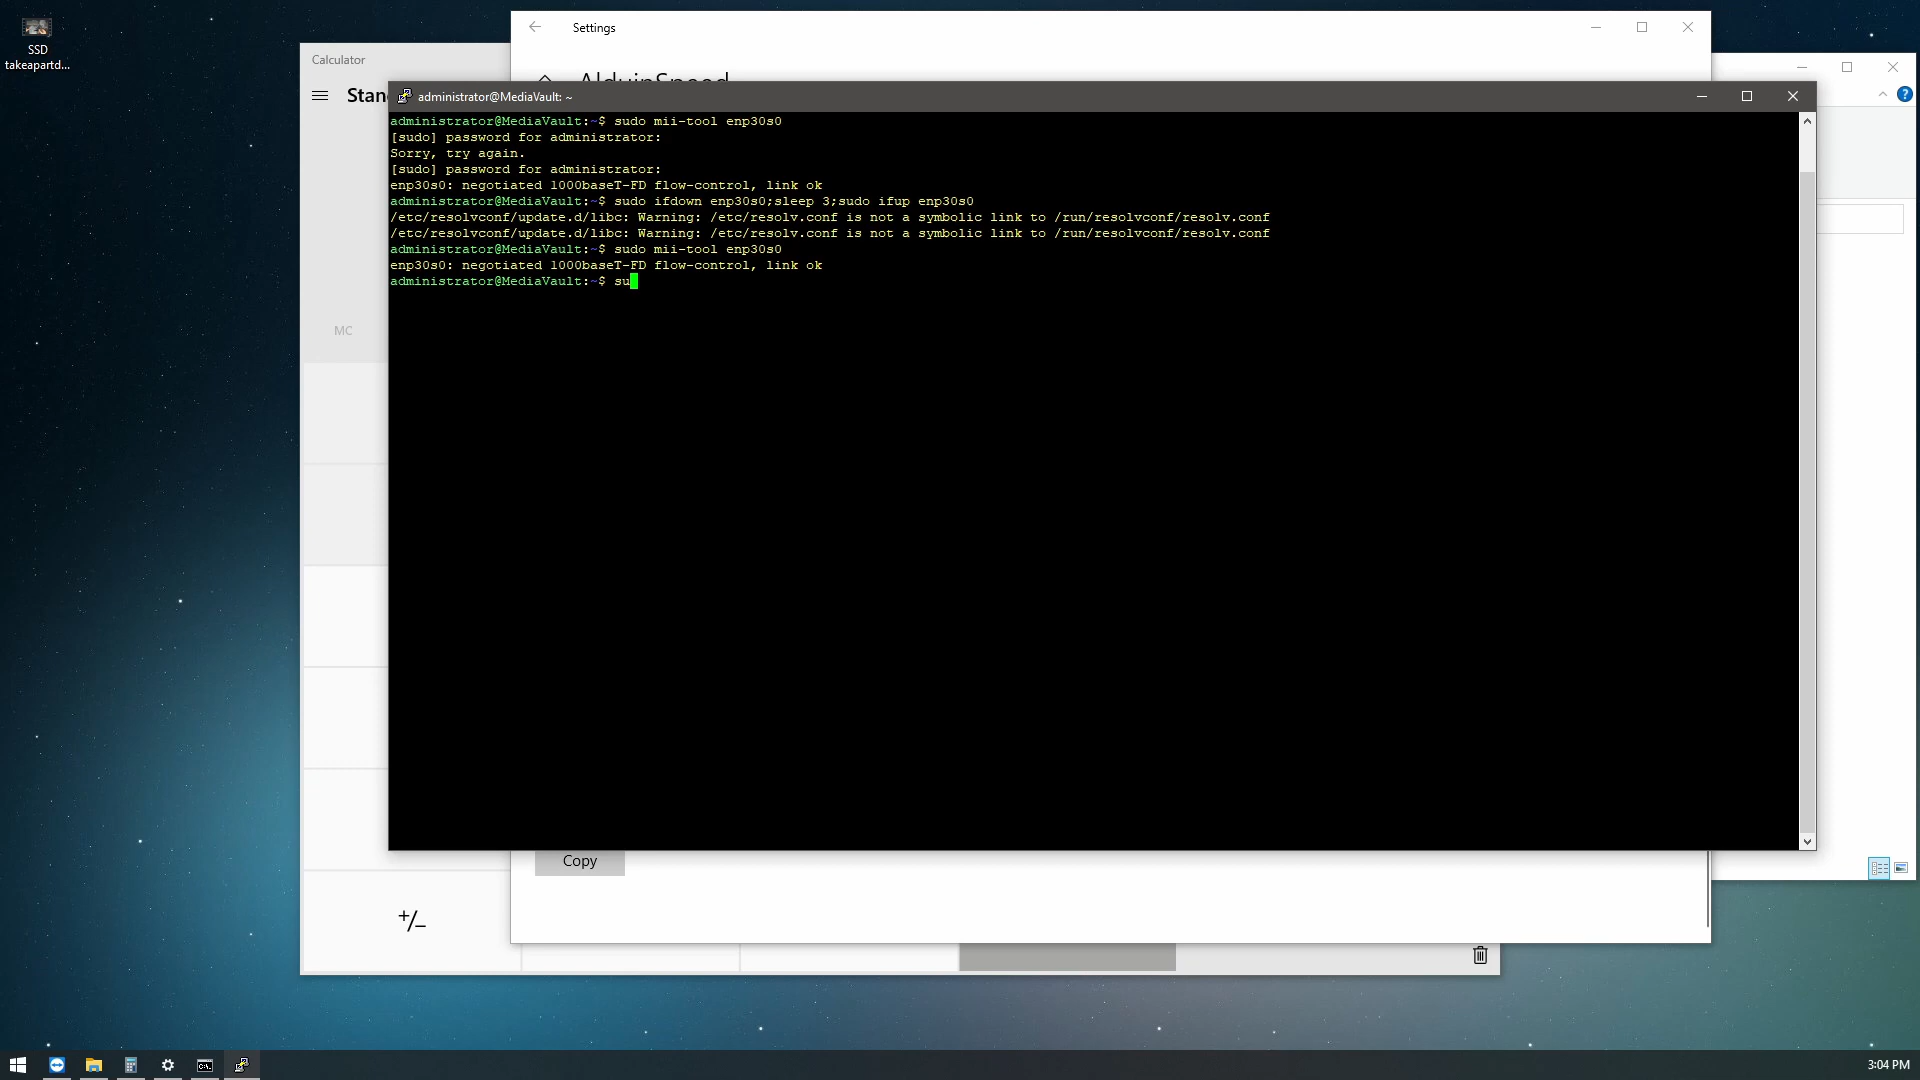 SSD
takeapartd...
Settings
Calculator
Stan
administrator@MediaVault: ~
administrator@MediaVault:~$ sudo mii-tool enp30s0
[sudo] password for administrator:
Sorry, try again.
[sudo] password for administrator:
enp30s0: negotiated 1000baseT-FD flow-control, link ok
administrator@MediaVault:~$ sudo ifdown enp30s0;sleep 3;sudo ifup enp30s0
/etc/resolvconf/update.d/libc: Warning: /etc/resolv.conf is not a symbolic link to /run/resolvconf/resolv.conf
/etc/resolvconf/update.d/libc: Warning: /etc/resolv.conf is not a symbolic link to /run/resolvconf/resolv.conf
administrator@MediaVault:~$ sudo mii-tool enp30s0
enp30s0: negotiated 1000baseT-FD flow-control, link ok
administrator@MediaVault:~$ su
MC
Copy
+/-
3:04 PM